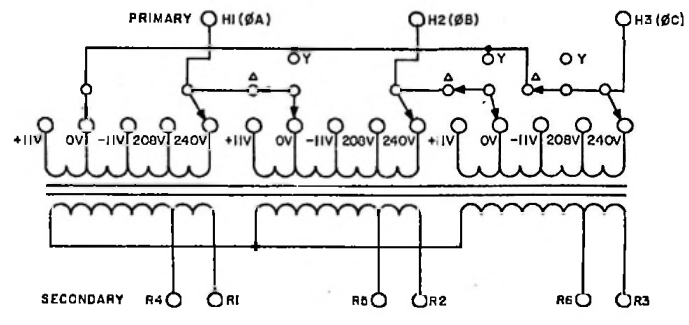 PRIMARY H1 (ØA) H2 (ØB) H3 (ØC)
Y Y Y
Δ Δ Δ
+11V 0V -11V 208V 240V +11V 0V -11V 208V 240V +11V 0V -11V 208V 240V
SECONDARY R4 R1 R5 R2 R6 R3